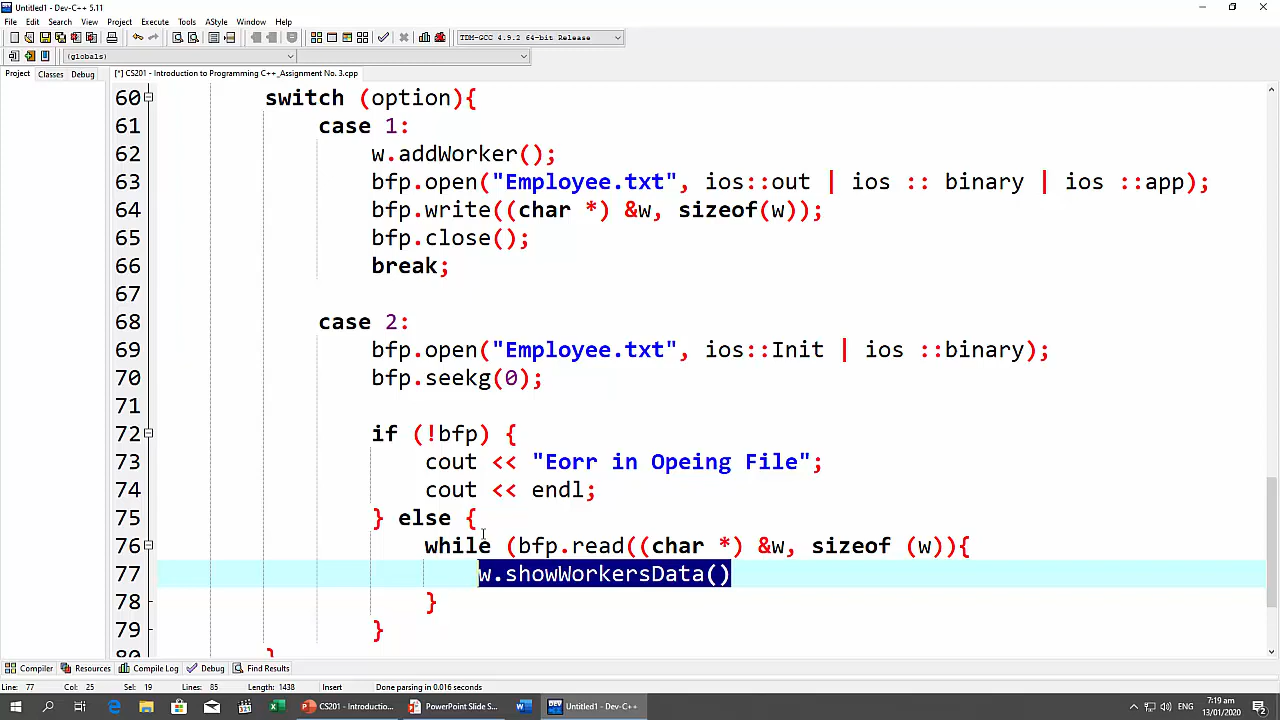 Untitled1 - Dev-C++ 5.11
File Edit Search View Project Execute Tools AStyle Window Help
TDM-GCC 4.9.2 64-bit Release
(globals)
Project Classes Debug [*] CS201 - Introduction to Programming C++_Assignment No. 3.cpp
60 switch (option){
61 case 1:
62 w.addWorker();
63 bfp.open("Employee.txt", ios::out | ios :: binary | ios ::app);
64 bfp.write((char *) &w, sizeof(w));
65 bfp.close();
66 break;
67
68 case 2:
69 bfp.open("Employee.txt", ios::Init | ios ::binary);
70 bfp.seekg(0);
71
72 if (!bfp) {
73 cout << "Eorr in Opeing File";
74 cout << endl;
75 } else {
76 while (bfp.read((char *) &w, sizeof (w)){
77 w.showWorkersData()
78 }
79 }
80 }
Compiler Resources Compile Log Debug Find Results
Line: 77 Col: 25 Sel: 19 Lines: 85 Length: 1438 Insert Done parsing in 0.016 seconds
CS201 - Introductio... PowerPoint Slide S... Untitled1 - Dev-C++ ENG 7:19 am
13/01/2020